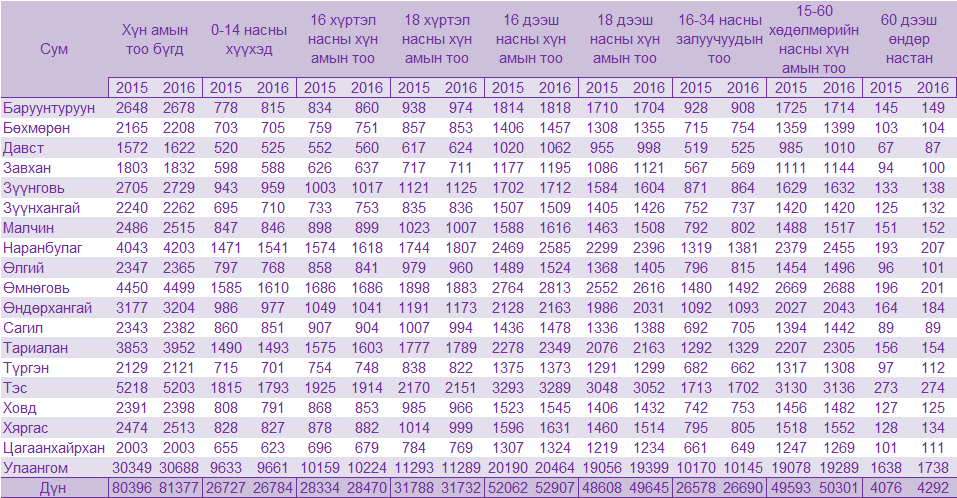 Сум Хүн амын тоо бүгд 0-14 насны хүүхэд 16 хүртэл насны хүн амын тоо 18 хүртэл насны хүн амын тоо 16 дээш насны хүн амын тоо 18 дээш насны хүн амын тоо 16-34 насны залуучуудын тоо 15-60 хөдөлмөрийн насны хүн амын тоо 60 дээш өндөр настан
2015 2016 2015 2016 2015 2016 2015 2016 2015 2016 2015 2016 2015 2016 2015 2016 2015 2016
Баруунтуруун 2648 2678 778 815 834 860 938 974 1814 1818 1710 1704 928 908 1725 1714 145 149
Бөхмөрөн 2165 2208 703 705 759 751 857 853 1406 1457 1308 1355 715 754 1359 1399 103 104
Давст 1572 1622 520 525 552 560 617 624 1020 1062 955 998 519 525 985 1010 67 87
Завхан 1803 1832 598 588 626 637 717 711 1177 1195 1086 1121 567 569 1111 1144 94 100
Зүүнговь 2705 2729 943 959 1003 1017 1121 1125 1702 1712 1584 1604 871 864 1629 1632 133 138
Зүүнхангай 2240 2262 695 710 733 753 835 836 1507 1509 1405 1426 752 737 1420 1420 125 132
Малчин 2486 2515 847 846 898 899 1023 1007 1588 1616 1463 1508 792 802 1488 1517 151 152
Наранбулаг 4043 4203 1471 1541 1574 1618 1744 1807 2469 2585 2299 2396 1319 1381 2379 2455 193 207
Өлгий 2347 2365 797 768 858 841 979 960 1489 1524 1368 1405 796 815 1454 1496 96 101
Өмнөговь 4450 4499 1585 1610 1686 1686 1898 1883 2764 2813 2552 2616 1480 1492 2669 2688 196 201
Өндөрхангай 3177 3204 986 977 1049 1041 1191 1173 2128 2163 1986 2031 1092 1093 2027 2043 164 184
Сагил 2343 2382 860 851 907 904 1007 994 1436 1478 1336 1388 692 705 1394 1442 89 89
Тариалан 3853 3952 1490 1493 1575 1603 1777 1789 2278 2349 2076 2163 1292 1329 2207 2305 156 154
Түргэн 2129 2121 715 701 754 748 838 822 1375 1373 1291 1299 682 662 1317 1308 97 112
Тэс 5218 5203 1815 1793 1925 1914 2170 2151 3293 3289 3048 3052 1713 1702 3130 3136 273 274
Ховд 2391 2398 808 791 868 853 985 966 1523 1545 1406 1432 742 753 1456 1482 127 125
Хяргас 2474 2513 828 827 878 882 1014 999 1596 1631 1460 1514 795 805 1518 1552 128 134
Цагаанхайрхан 2003 2003 655 623 696 679 784 769 1307 1324 1219 1234 661 649 1247 1269 101 111
Улаангом 30349 30688 9633 9661 10159 10224 11293 11289 20190 20464 19056 19399 10170 10145 19078 19289 1638 1738
Дүн 80396 81377 26727 26784 28334 28470 31788 31732 52062 52907 48608 49645 26578 26690 49593 50301 4076 4292